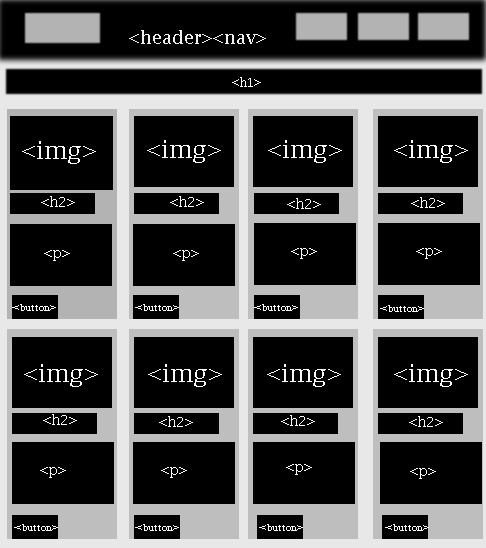 <header><nav>
<h1>
<img> <img> <img> <img>
<h2> <h2> <h2> <h2>
<p> <p> <p> <p>
<button> <button> <button> <button>
<img> <img> <img> <img>
<h2> <h2> <h2> <h2>
<p> <p> <p> <p>
<button> <button> <button> <button>